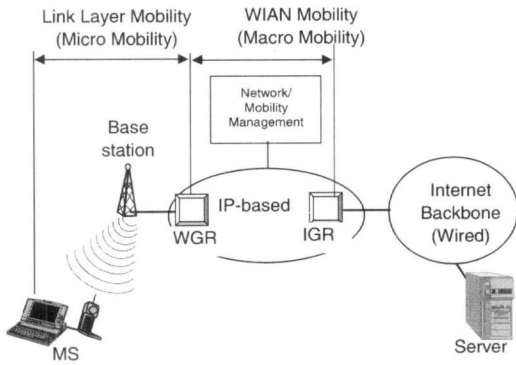 Link Layer Mobility
(Micro Mobility)
WIAN Mobility
(Macro Mobility)
Network/
Mobility
Management
Base
station
IP-based
WGR
IGR
Internet
Backbone
(Wired)
MS
Server